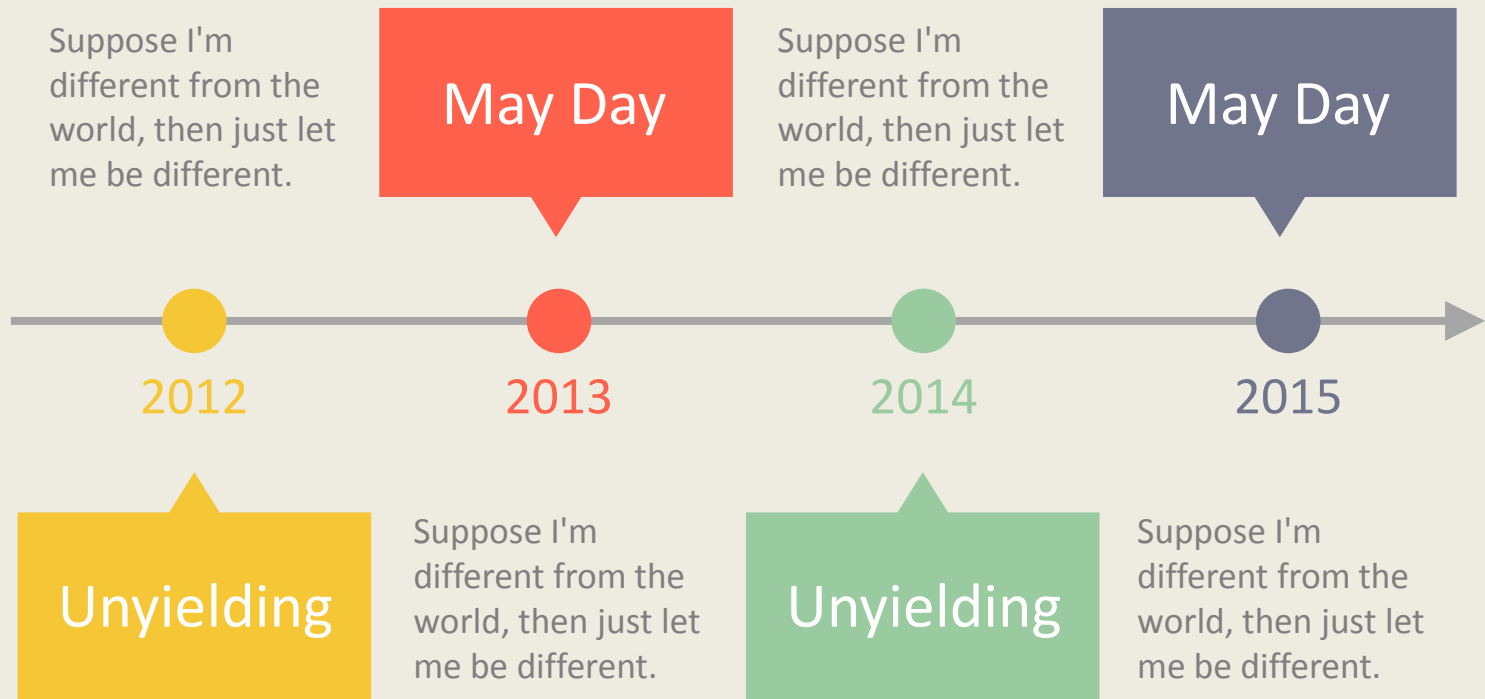 Suppose I'm
different from the
world, then just let
me be different.
May Day
Suppose I'm
different from the
world, then just let
me be different.
May Day
2012
2013
2014
2015
Unyielding
Suppose I'm
different from the
world, then just let
me be different.
Unyielding
Suppose I'm
different from the
world, then just let
me be different.